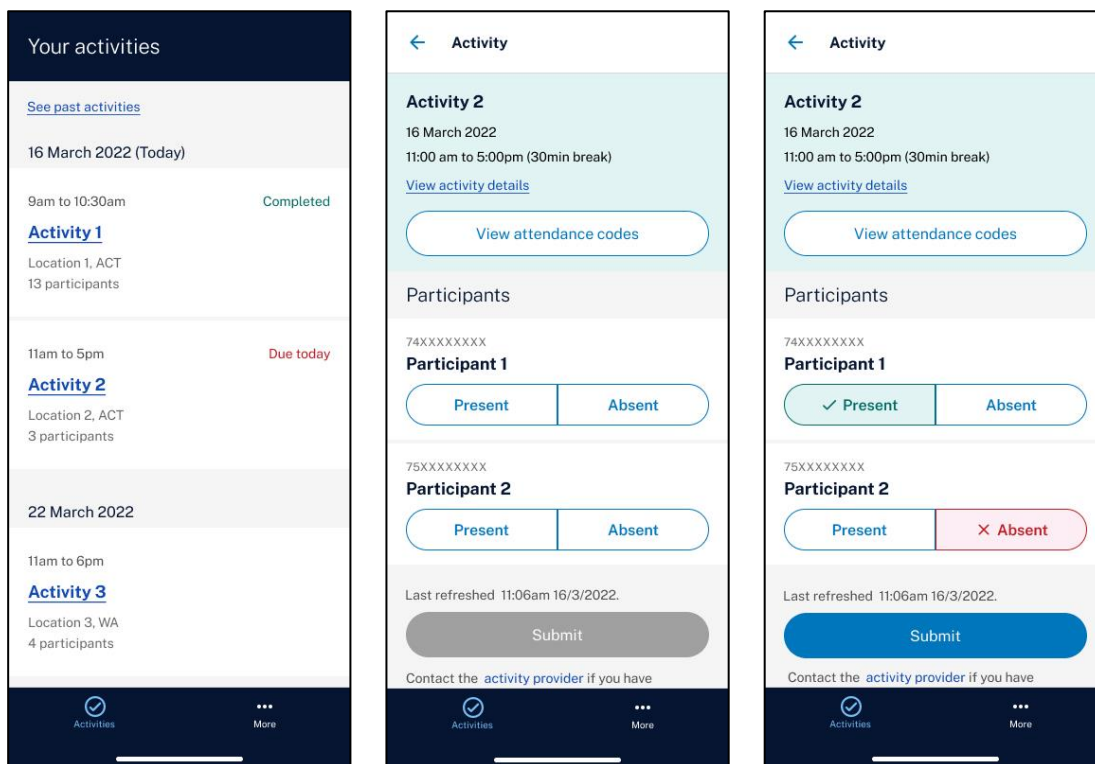 Your activities
See past activities
16 March 2022 (Today)
9am to 10:30am
Completed
Activity 1
Location 1, ACT
13 participants
11am to 5pm
Due today
Activity 2
Location 2, ACT
3 participants
22 March 2022
11am to 6pm
Activity 3
Location 3, WA
4 participants
Activities
More
Activity
Activity 2
16 March 2022
11:00 am to 5:00pm (30min break)
View activity details
View attendance codes
Participants
74XXXXXXXX
Participant 1
Present
Absent
75XXXXXXXX
Participant 2
Present
Absent
Last refreshed 11:06am 16/3/2022.
Submit
Contact the activity provider if you have
Activities
More
Activity
Activity 2
16 March 2022
11:00 am to 5:00pm (30min break)
View activity details
View attendance codes
Participants
74XXXXXXXX
Participant 1
Present
Absent
75XXXXXXXX
Participant 2
Present
Absent
Last refreshed 11:06am 16/3/2022.
Submit
Contact the activity provider if you have
Activities
More